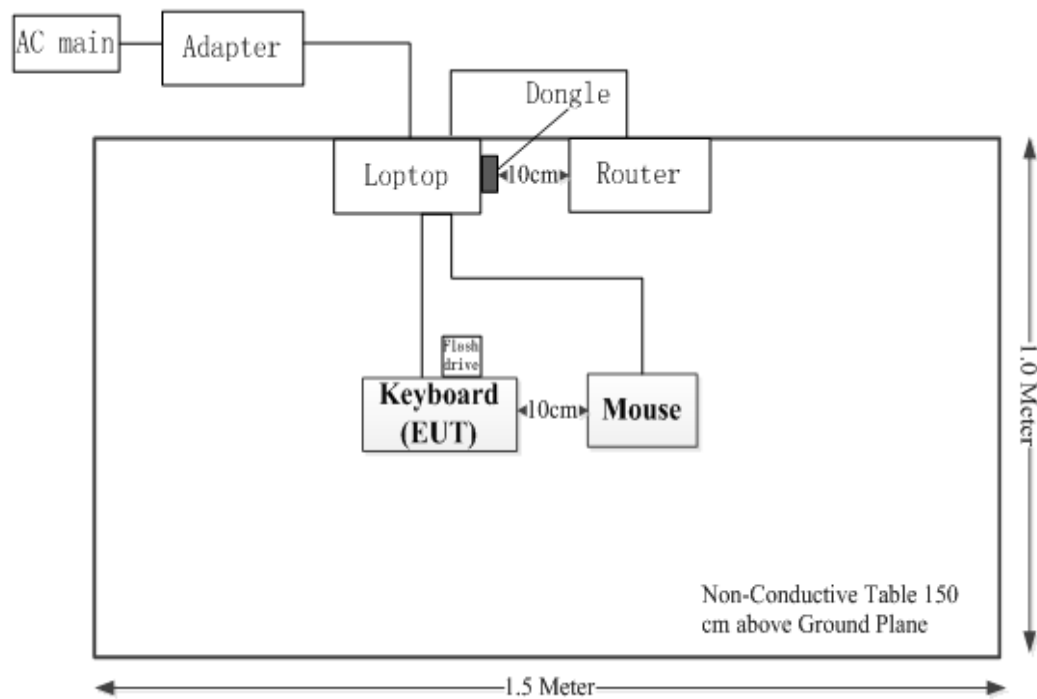 AC main
Adapter
Dongle
Loptop
10cm
Router
Flash
drive
Keyboard
(EUT)
10cm
Mouse
1.0 Meter
Non-Conductive Table 150
cm above Ground Plane
1.5 Meter